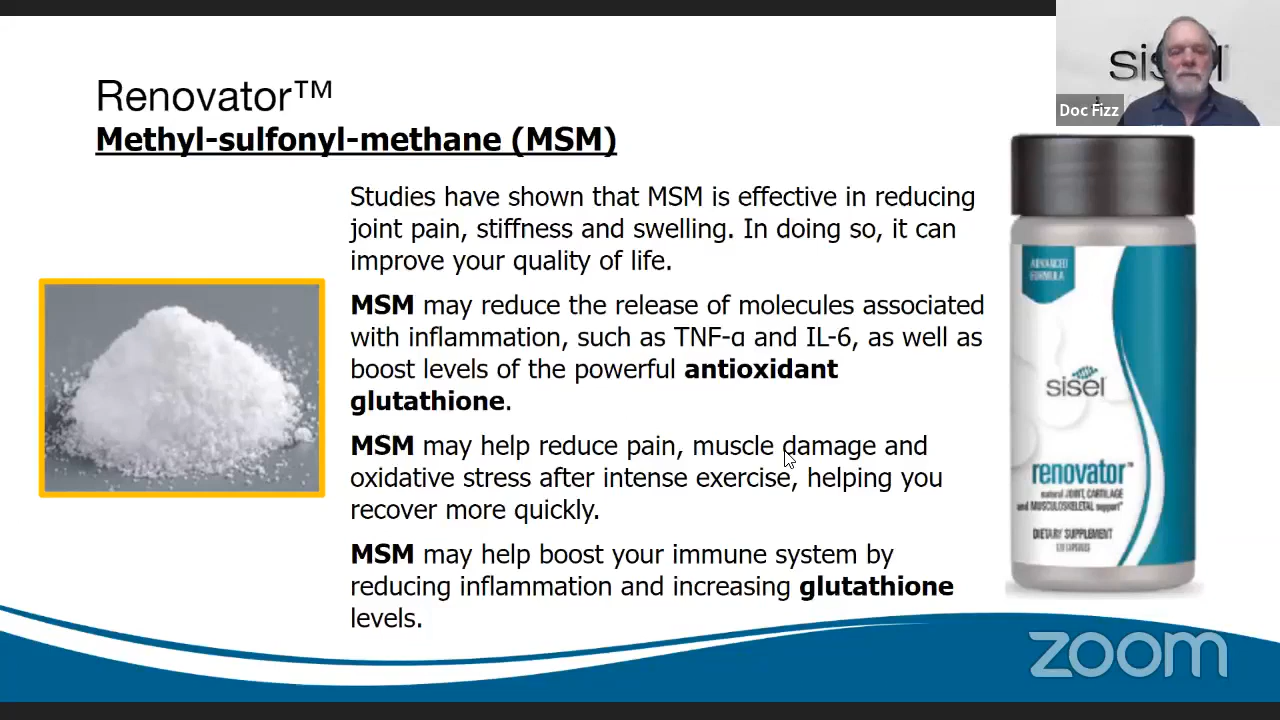 Renovator™
Methyl-sulfonyl-methane (MSM)
Studies have shown that MSM is effective in reducing
joint pain, stiffness and swelling. In doing so, it can
improve your quality of life.
MSM may reduce the release of molecules associated
with inflammation, such as TNF-α and IL-6, as well as
boost levels of the powerful antioxidant
glutathione.
MSM may help reduce pain, muscle damage and
oxidative stress after intense exercise, helping you
recover more quickly.
MSM may help boost your immune system by
reducing inflammation and increasing glutathione
levels.
Doc Fizz
ADVANCED
FORMULA
sisel
renovator™
natural JOINT, CARTILAGE
and MUSCULOSKELETAL support*
DIETARY SUPPLEMENT
CAPSULES
zoom